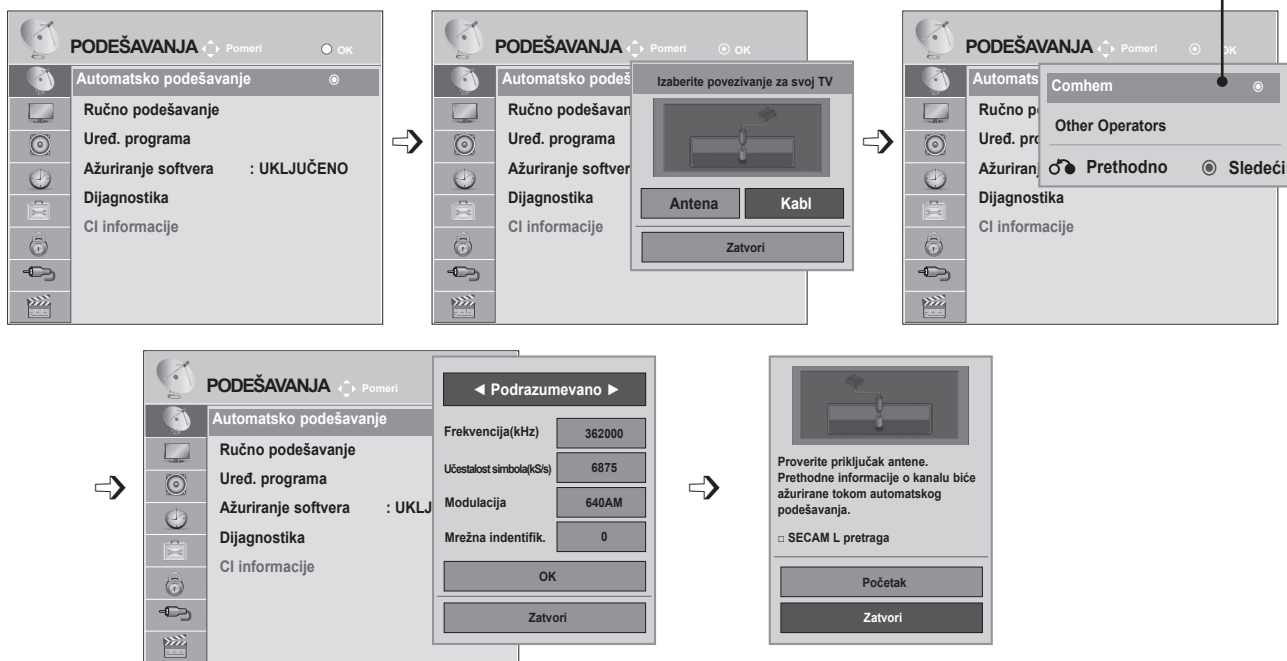 PODEŠAVANJA Pomeri OK
Automatsko podešavanje
Ručno podešavanje
Uređ. programa
Ažuriranje softvera : UKLJUČENO
Dijagnostika
CI informacije
PODEŠAVANJA Pomeri OK
Automatsko podeš
Ručno podešavan
Uređ. programa
Ažuriranje softver
Dijagnostika
CI informacije
Izaberite povezivanje za svoj TV
Antena Kabl
Zatvori
PODEŠAVANJA Pomeri OK
Automats
Ručno p
Uređ. pro
Ažuriranj
Dijagnostika
CI informacije
Comhem
Other Operators
Prethodno Sledeći
PODEŠAVANJA Pomeri
Automatsko podešavanje
Ručno podešavanje
Uređ. programa
Ažuriranje softvera : UKLJ
Dijagnostika
CI informacije
◄ Podrazumevano ►
Frekvencija(kHz) 362000
Učestalost simbola(kS/s) 6875
Modulacija 640AM
Mrežna indentifik. 0
OK
Zatvori
Proverite priključak antene.
Prethodne informacije o kanalu biće
ažurirane tokom automatskog
podešavanja.
□ SECAM L pretraga
Početak
Zatvori